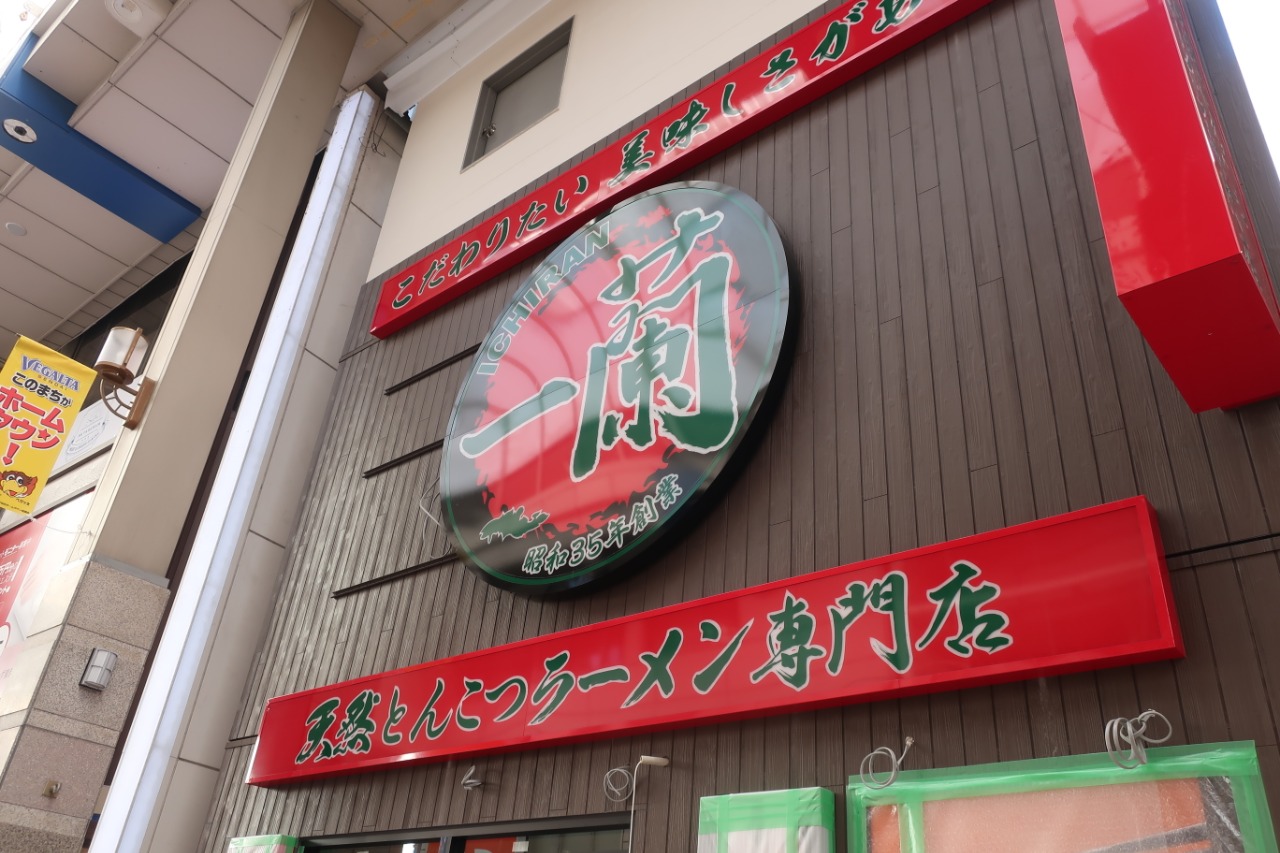 こだわりたい 美味しさがあ
ICHIRAN
一蘭
昭和35年創業
天然とんこつラーメン専門店
VEGALTA
このまちが
ホーム
タウン
!